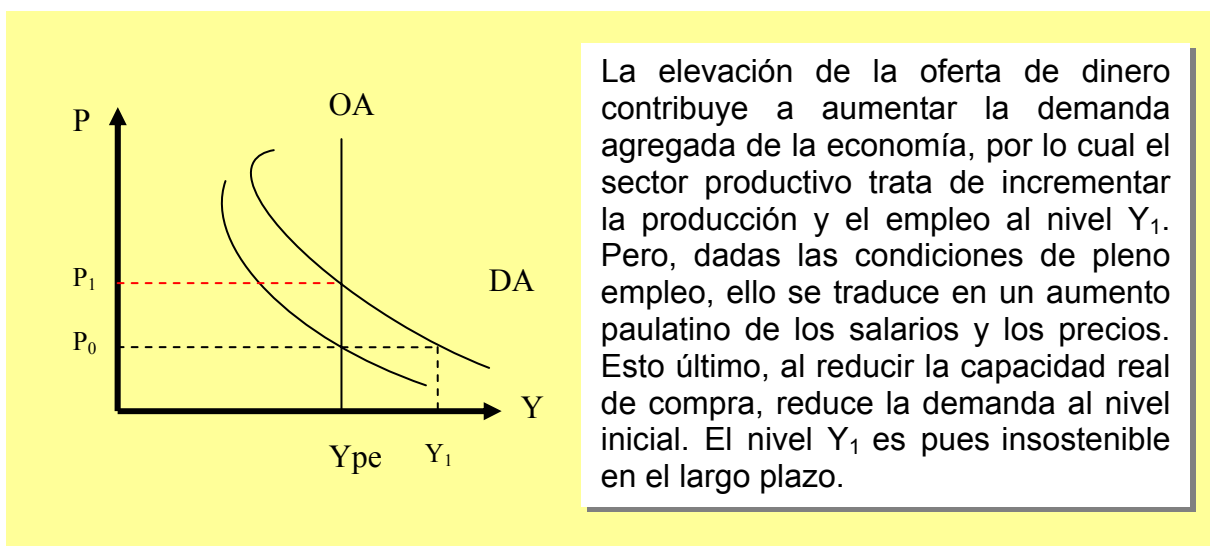 OA
P
P₁
DA
P₀
Y
Ype Y₁
La elevación de la oferta de dinero
contribuye a aumentar la demanda
agregada de la economía, por lo cual el
sector productivo trata de incrementar
la producción y el empleo al nivel Y₁.
Pero, dadas las condiciones de pleno
empleo, ello se traduce en un aumento
paulatino de los salarios y los precios.
Esto último, al reducir la capacidad real
de compra, reduce la demanda al nivel
inicial. El nivel Y₁ es pues insostenible
en el largo plazo.